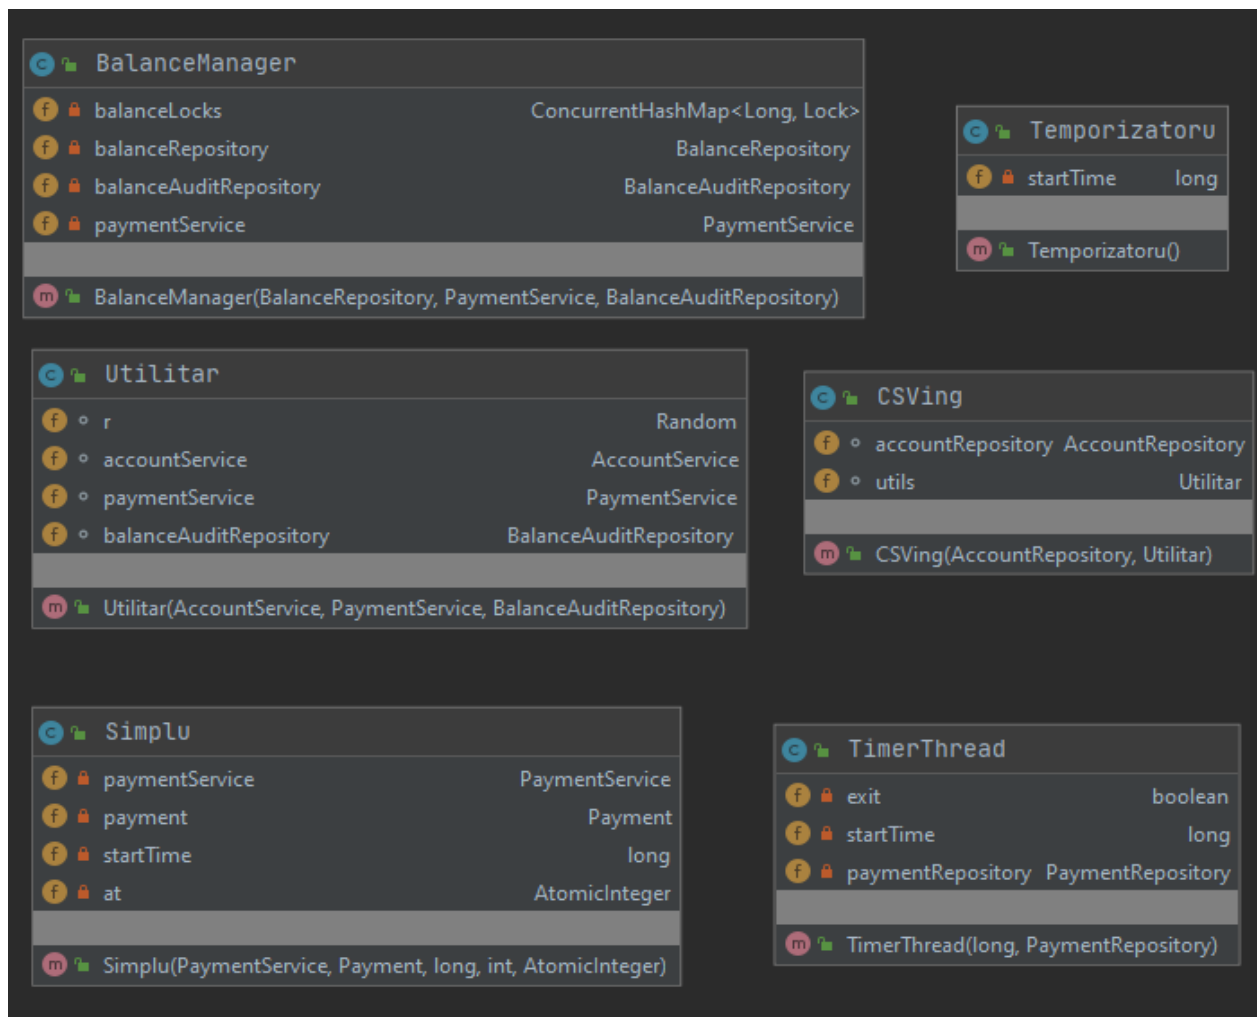 BalanceManager
balanceLocks ConcurrentHashMap<Long, Lock>
balanceRepository BalanceRepository
balanceAuditRepository BalanceAuditRepository
paymentService PaymentService
BalanceManager(BalanceRepository, PaymentService, BalanceAuditRepository)
Temporizatoru
startTime long
Temporizatoru()
Utilitar
r Random
accountService AccountService
paymentService PaymentService
balanceAuditRepository BalanceAuditRepository
Utilitar(AccountService, PaymentService, BalanceAuditRepository)
CSVing
accountRepository AccountRepository
utils Utilitar
CSVing(AccountRepository, Utilitar)
Simplu
paymentService PaymentService
payment Payment
startTime long
at AtomicInteger
Simplu(PaymentService, Payment, long, int, AtomicInteger)
TimerThread
exit boolean
startTime long
paymentRepository PaymentRepository
TimerThread(long, PaymentRepository)